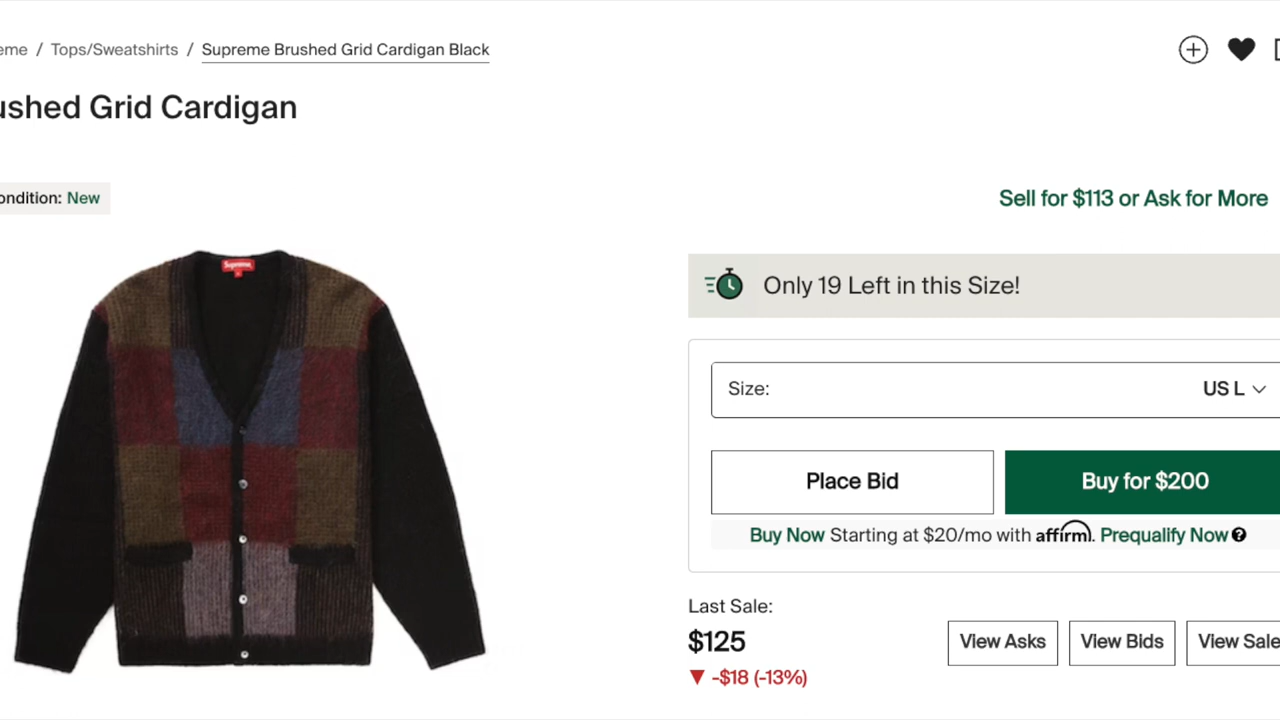 eme / Tops/Sweatshirts / Supreme Brushed Grid Cardigan Black
ushed Grid Cardigan
ondition: New
Sell for $113 or Ask for More
Supreme
Only 19 Left in this Size!
Size: US L
Place Bid
Buy for $200
Buy Now Starting at $20/mo with affirm. Prequalify Now
Last Sale:
$125
View Asks
View Bids
View Sale
▼ -$18 (-13%)